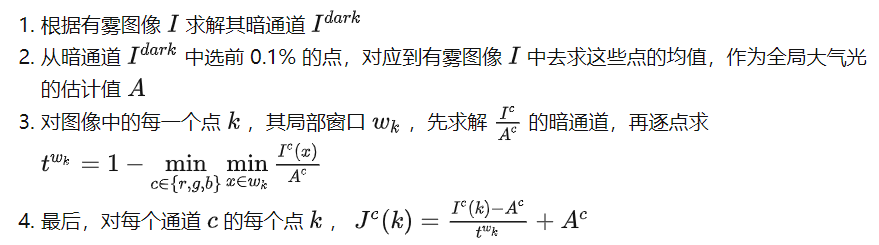 1. 根据有雾图像 $I$ 求解其暗通道 $I^{dark}$
2. 从暗通道 $I^{dark}$ 中选前 0.1% 的点，对应到有雾图像 $I$ 中去求这些点的均值，作为全局大气光
的估计值 $A$
3. 对图像中的每一个点 $k$ ，其局部窗口 $w_k$ ，先求解 $\frac{I^c}{A^c}$ 的暗通道，再逐点求
$t^{w_k} = 1 - \min_{c \in \{r,g,b\}} \min_{x \in w_k} \frac{I^c(x)}{A^c}$
4. 最后，对每个通道 $c$ 的每个点 $k$ ， $J^c(k) = \frac{I^c(k) - A^c}{t^{w_k}} + A^c$